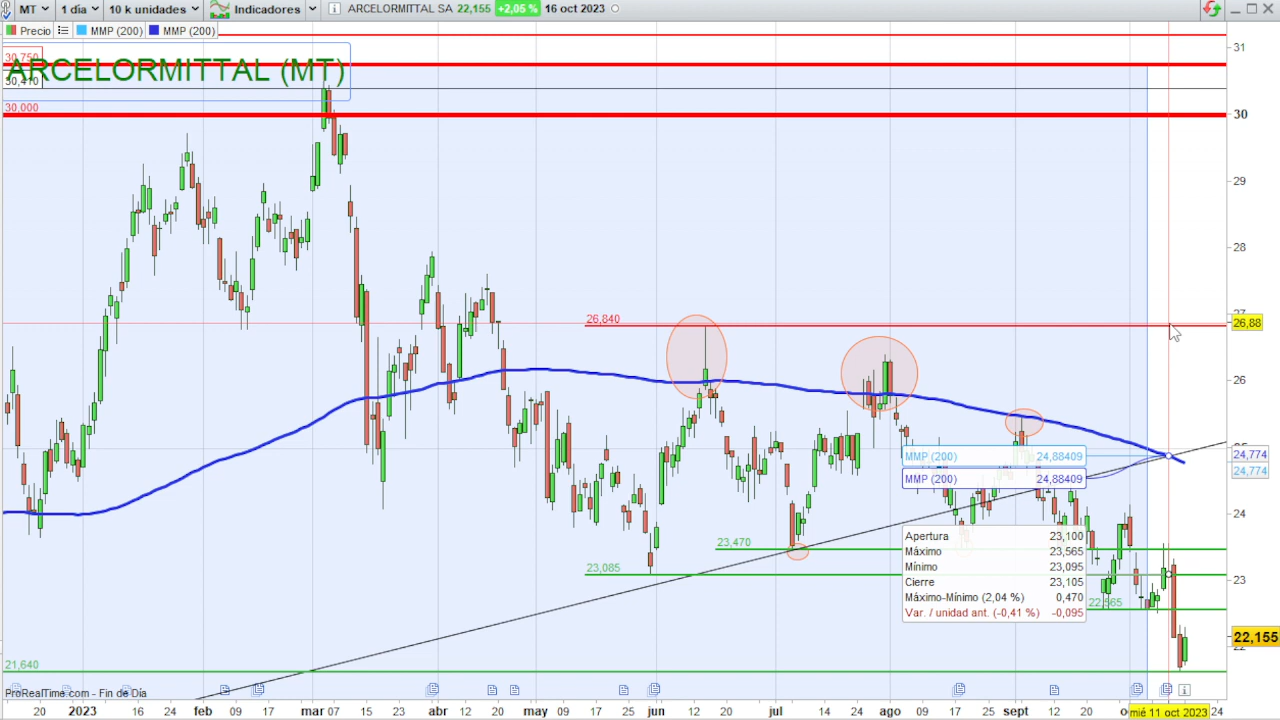 MT 1 día 10 k unidades Indicadores ARCELORMITTAL SA 22,155 +2,05 % 16 oct 2023
Precio MMP (200) MMP (200)
ARCELORMITTAL (MT)
30,750
30,410
30,000
26,840
MMP (200) 24,88409
MMP (200) 24,88409
23,470
23,085
22,565
21,640
Apertura 23,100
Máximo 23,565
Mínimo 23,095
Cierre 23,105
Máximo-Mínimo (2,04 %) 0,470
Var. / unidad ant. (-0,41 %) -0,095
31
30
29
28
27
26,88
26
25
24,774
24,774
24
23
22,155
22
ProRealTime.com - Fin de Día
20 2023 16 24 feb 09 20 mar 07 15 23 abr 12 20 may 09 17 25 jun 12 20 jul 14 24 ago 09 17 25 sept 12 20 mié 11 oct 2023 24